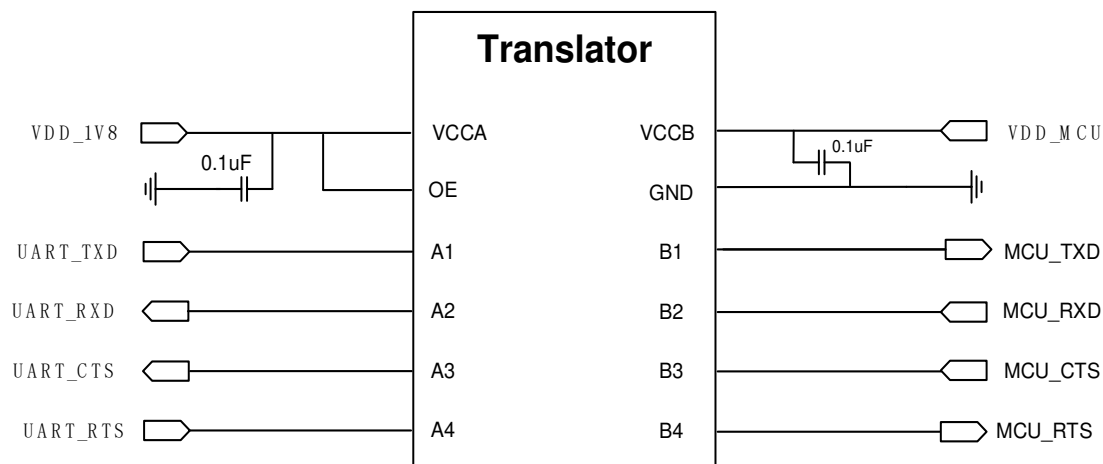 Translator
VDD_1V8
VCCA
VCCB
VDD_MCU
0.1uF
0.1uF
OE
GND
UART_TXD
A1
B1
MCU_TXD
UART_RXD
A2
B2
MCU_RXD
UART_CTS
A3
B3
MCU_CTS
UART_RTS
A4
B4
MCU_RTS